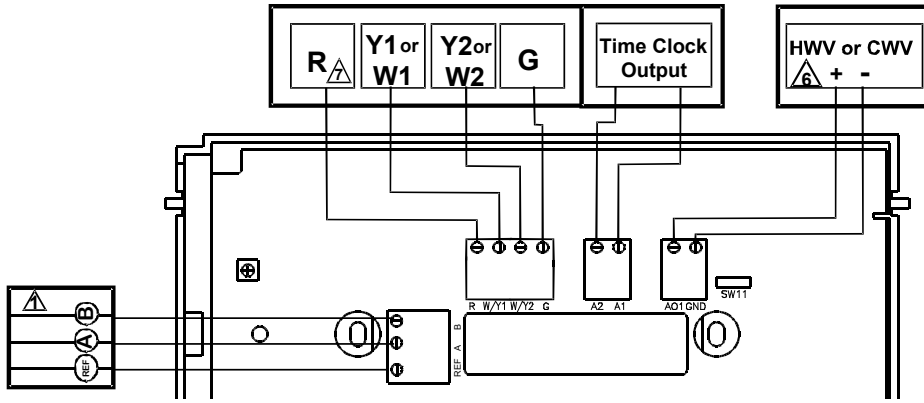 R 7
Y1 or
W1
Y2 or
W2
G
Time Clock
Output
HWV or CWV
6 + -
R W/Y1 W/Y2 G
A2 A1
AO1 GND
SW11
1
B
A
REF
B
A
REF